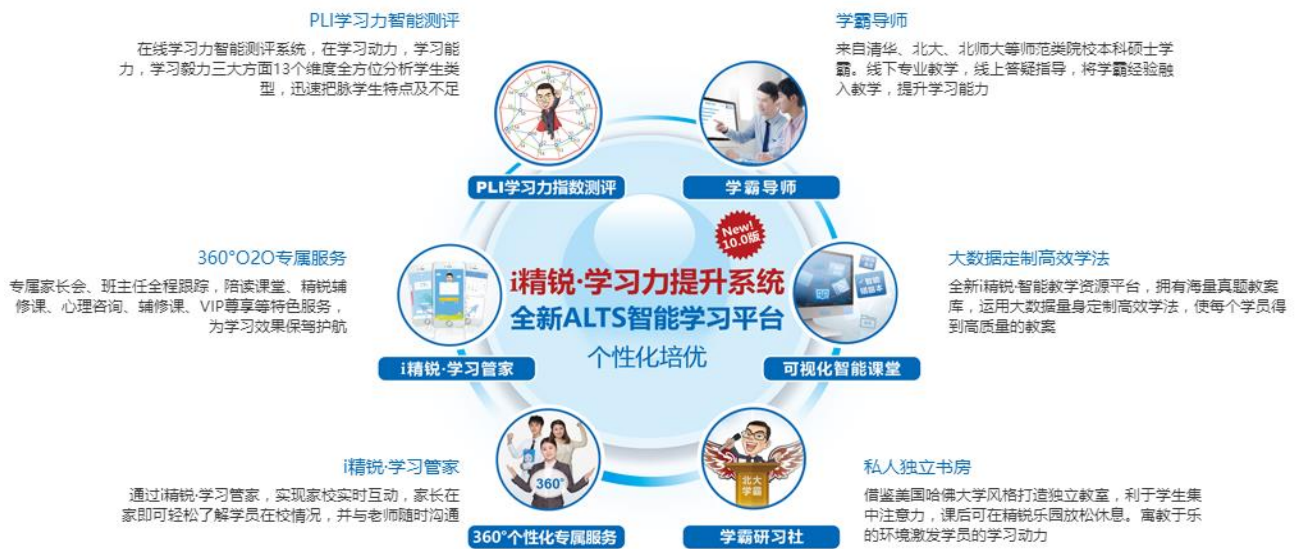 PLI学习力智能测评
在线学习力智能测评系统，在学习动力，学习能
力，学习毅力三大方面13个维度全方位分析学生类
型，迅速把脉学生特点及不足
PLI学习力指数测评
学霸导师
来自清华、北大、北师大等师范类院校本科硕士学
霸。线下专业教学，线上答疑指导，将学霸经验融
入教学，提升学习能力
学霸导师
360°O2O专属服务
专属家长会、班主任全程跟踪，陪读课堂、精锐辅
修课、心理咨询、辅修课、VIP尊享等特色服务，
为学习效果保驾护航
i精锐·学习管家
New!
10.0版
i精锐·学习力提升系统
全新ALTS智能学习平台
个性化培优
大数据定制高效学法
全新i精锐·智能教学资源平台，拥有海量真题教案
库，运用大数据量身定制高效学法，使每个学员得
到高质量的教案
智能
错题本
可视化智能课堂
i精锐·学习管家
通过i精锐·学习管家，实现家校实时互动，家长在
家即可轻松了解学员在校情况，并与老师随时沟通
360°
360°个性化专属服务
北大
学霸
学霸研习社
私人独立书房
借鉴美国哈佛大学风格打造独立教室，利于学生集
中注意力，课后可在精锐乐园放松休息。寓教于乐
的环境激发学员的学习动力